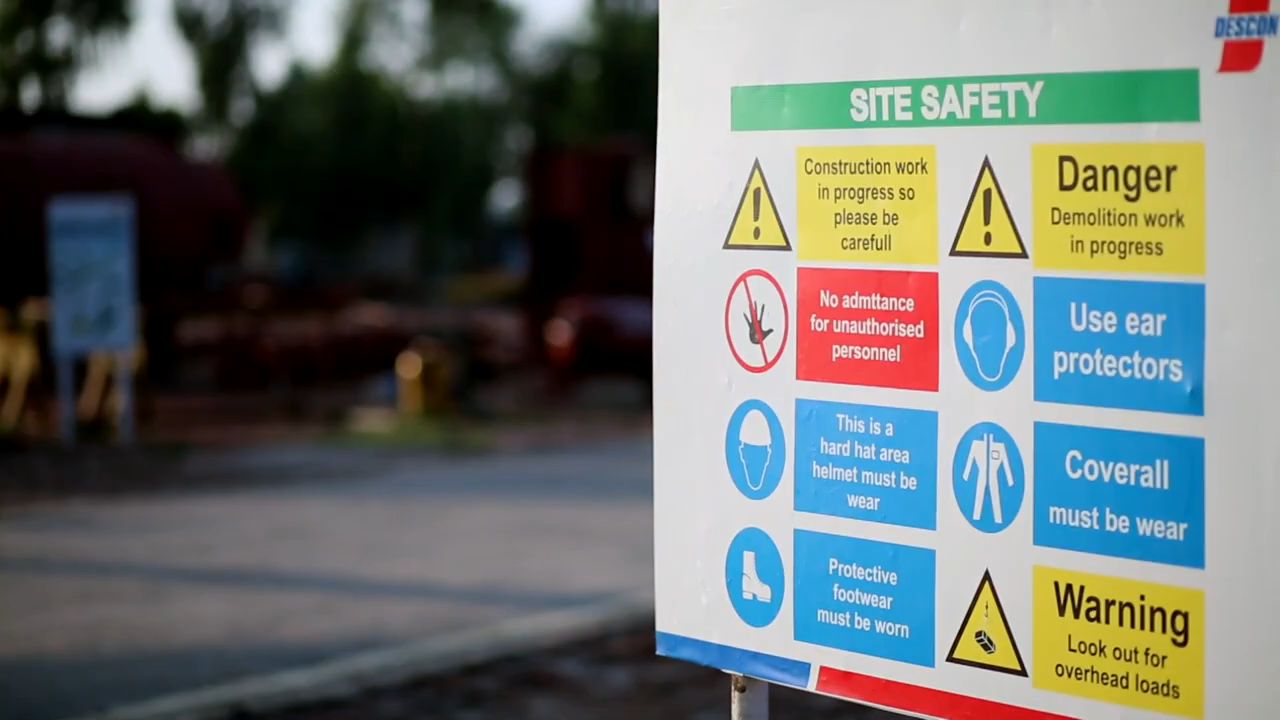 DESCON
SITE SAFETY
Construction work
in progress so
please be
carefull
Danger
Demolition work
in progress
No admttance
for unauthorised
personnel
Use ear
protectors
This is a
hard hat area
helmet must be
wear
Coverall
must be wear
Protective
footwear
must be worn
Warning
Look out for
overhead loads